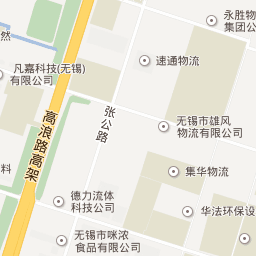 永胜物
集团公
然
速通物流
凡嘉科技(无锡)
有限公司
张公路
高浪路高架
无锡市雄风
物流有限公司
料
集华物流
德力流体
科技公司
华法环保设
无锡市咪浓
食品有限公司